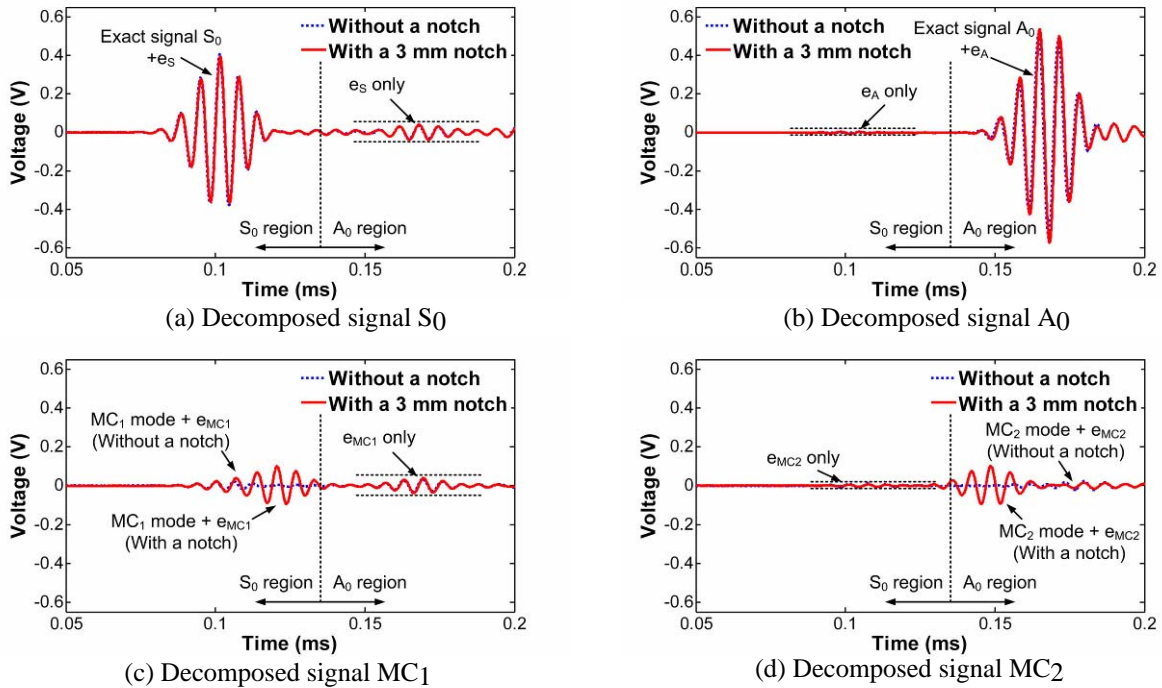 0.6
0.4
0.2
0
-0.2
-0.4
-0.6
Voltage (V)
Exact signal S0
+eS
Without a notch
With a 3 mm notch
eS only
S0 region
A0 region
0.05
0.1
0.15
0.2
Time (ms)
(a) Decomposed signal S0
0.6
0.4
0.2
0
-0.2
-0.4
-0.6
Voltage (V)
Without a notch
With a 3 mm notch
Exact signal A0
+eA
eA only
S0 region
A0 region
0.05
0.1
0.15
0.2
Time (ms)
(b) Decomposed signal A0
0.6
0.4
0.2
0
-0.2
-0.4
-0.6
Voltage (V)
Without a notch
With a 3 mm notch
MC1 mode + eMC1
(Without a notch)
eMC1 only
MC1 mode + eMC1
(With a notch)
S0 region
A0 region
0.05
0.1
0.15
0.2
Time (ms)
(c) Decomposed signal MC1
0.6
0.4
0.2
0
-0.2
-0.4
-0.6
Voltage (V)
Without a notch
With a 3 mm notch
MC2 mode + eMC2
(Without a notch)
eMC2 only
MC2 mode + eMC2
(With a notch)
S0 region
A0 region
0.05
0.1
0.15
0.2
Time (ms)
(d) Decomposed signal MC2